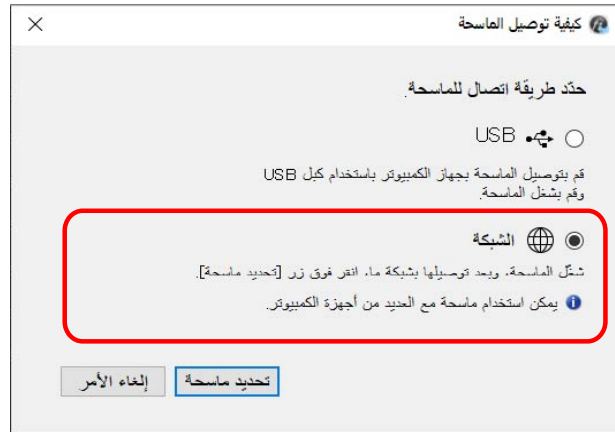 كيفية توصيل الماسحة
حدّد طريقة اتصال للماسحة.
USB
قم بتوصيل الماسحة بجهاز الكمبيوتر باستخدام كبل USB
وقم بشغل الماسحة.
الشبكة
شغّل الماسحة، وبعد توصيلها بشبكة ما، انقر فوق زر [تحديد ماسحة].
يمكن استخدام ماسحة مع العديد من أجهزة الكمبيوتر.
تحديد ماسحة
إلغاء الأمر